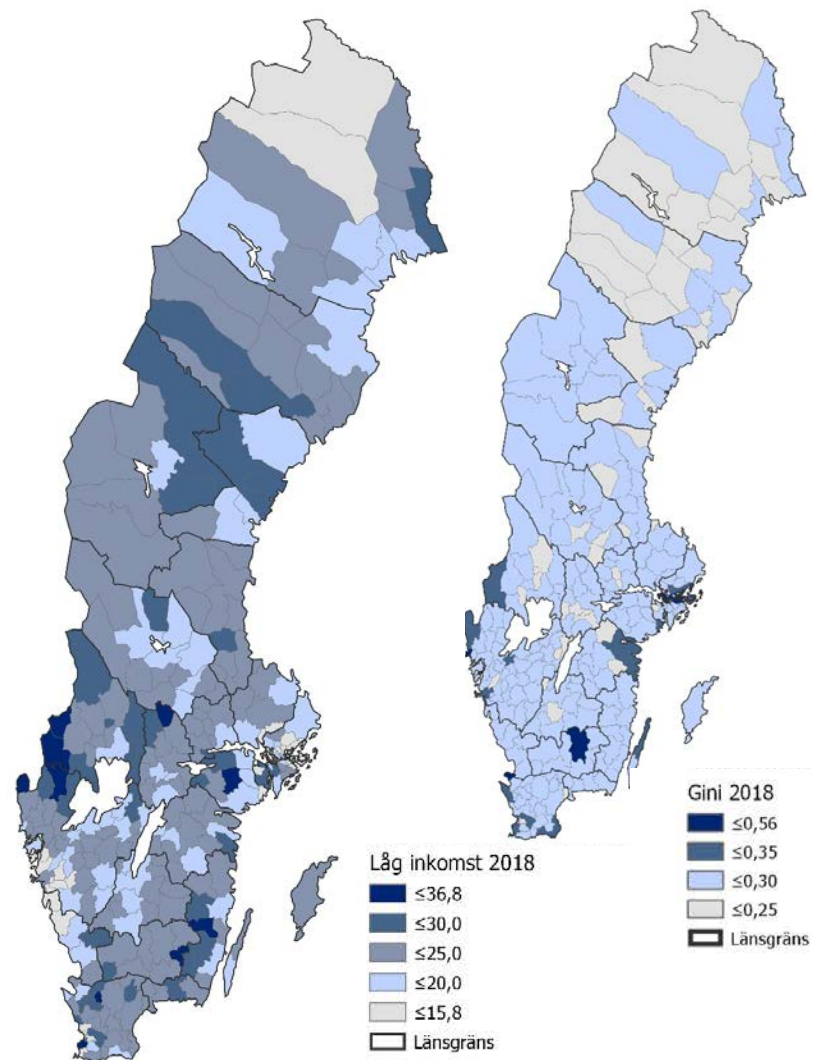 Låg inkomst 2018
≤36,8
≤30,0
≤25,0
≤20,0
≤15,8
Länsgräns
Gini 2018
≤0,56
≤0,35
≤0,30
≤0,25
Länsgräns